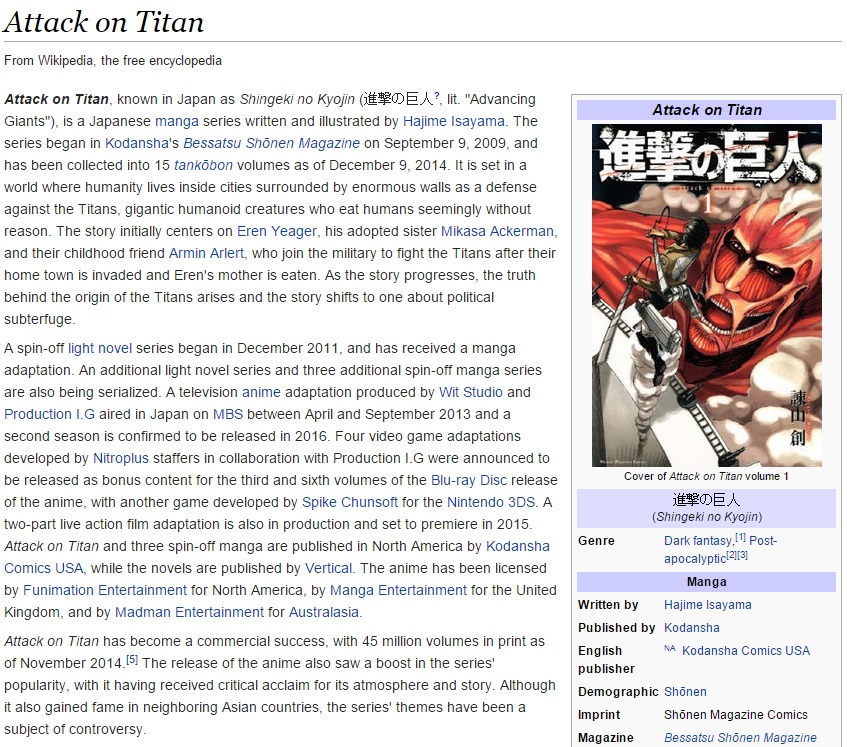 Attack on Titan
From Wikipedia, the free encyclopedia
Attack on Titan, known in Japan as Shingeki no Kyojin (進撃の巨人?, lit. "Advancing
Giants"), is a Japanese manga series written and illustrated by Hajime Isayama. The
series began in Kodansha's Bessatsu Shōnen Magazine on September 9, 2009, and
has been collected into 15 tankōbon volumes as of December 9, 2014. It is set in a
world where humanity lives inside cities surrounded by enormous walls as a defense
against the Titans, gigantic humanoid creatures who eat humans seemingly without
reason. The story initially centers on Eren Yeager, his adopted sister Mikasa Ackerman,
and their childhood friend Armin Arlert, who join the military to fight the Titans after their
home town is invaded and Eren's mother is eaten. As the story progresses, the truth
behind the origin of the Titans arises and the story shifts to one about political
subterfuge.
A spin-off light novel series began in December 2011, and has received a manga
adaptation. An additional light novel series and three additional spin-off manga series
are also being serialized. A television anime adaptation produced by Wit Studio and
Production I.G aired in Japan on MBS between April and September 2013 and a
second season is confirmed to be released in 2016. Four video game adaptations
developed by Nitroplus staffers in collaboration with Production I.G were announced to
be released as bonus content for the third and sixth volumes of the Blu-ray Disc release
of the anime, with another game developed by Spike Chunsoft for the Nintendo 3DS. A
two-part live action film adaptation is also in production and set to premiere in 2015.
Attack on Titan and three spin-off manga are published in North America by Kodansha
Comics USA, while the novels are published by Vertical. The anime has been licensed
by Funimation Entertainment for North America, by Manga Entertainment for the United
Kingdom, and by Madman Entertainment for Australasia.
Attack on Titan has become a commercial success, with 45 million volumes in print as
of November 2014.[5] The release of the anime also saw a boost in the series'
popularity, with it having received critical acclaim for its atmosphere and story. Although
it also gained fame in neighboring Asian countries, the series' themes have been a
subject of controversy.
Attack on Titan
進撃の巨人
attack on titan
1
諫山創
Cover of Attack on Titan volume 1
進撃の巨人
(Shingeki no Kyojin)
Genre Dark fantasy,[1] Post-
apocalyptic[2][3]
Manga
Written by Hajime Isayama
Published by Kodansha
English NA Kodansha Comics USA
publisher
Demographic Shōnen
Imprint Shōnen Magazine Comics
Magazine Bessatsu Shōnen Magazine